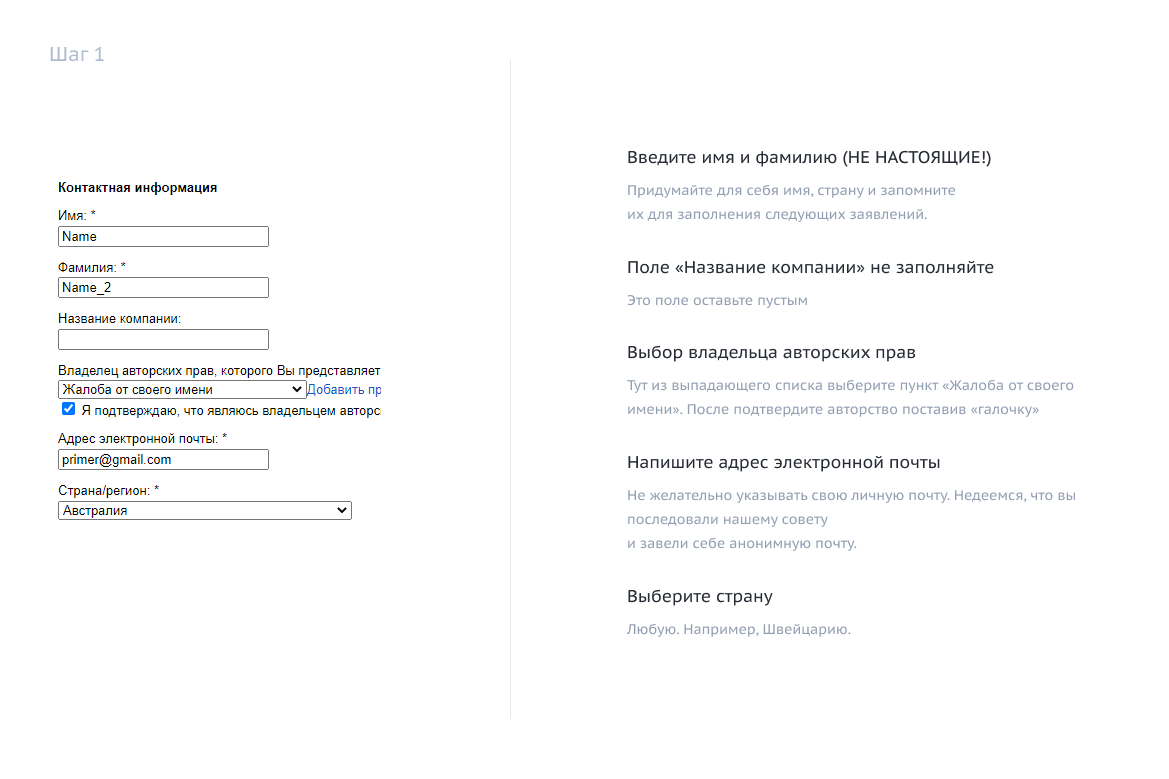 Шаг 1
Контактная информация
Имя: *
Name
Фамилия: *
Name_2
Название компании:
Владелец авторских прав, которого Вы представляет
Жалоба от своего имени
Добавить пр
Я подтверждаю, что являюсь владельцем авторс
Адрес электронной почты: *
primer@gmail.com
Страна/регион: *
Австралия
Введите имя и фамилию (НЕ НАСТОЯЩИЕ!)
Придумайте для себя имя, страну и запомните
их для заполнения следующих заявлений.
Поле «Название компании» не заполняйте
Это поле оставьте пустым
Выбор владельца авторских прав
Тут из выпадающего списка выберите пункт «Жалоба от своего
имени». После подтвердите авторство поставив «галочку»
Напишите адрес электронной почты
Не желательно указывать свою личную почту. Недеемся, что вы
последовали нашему совету
и завели себе анонимную почту.
Выберите страну
Любую. Например, Швейцарию.